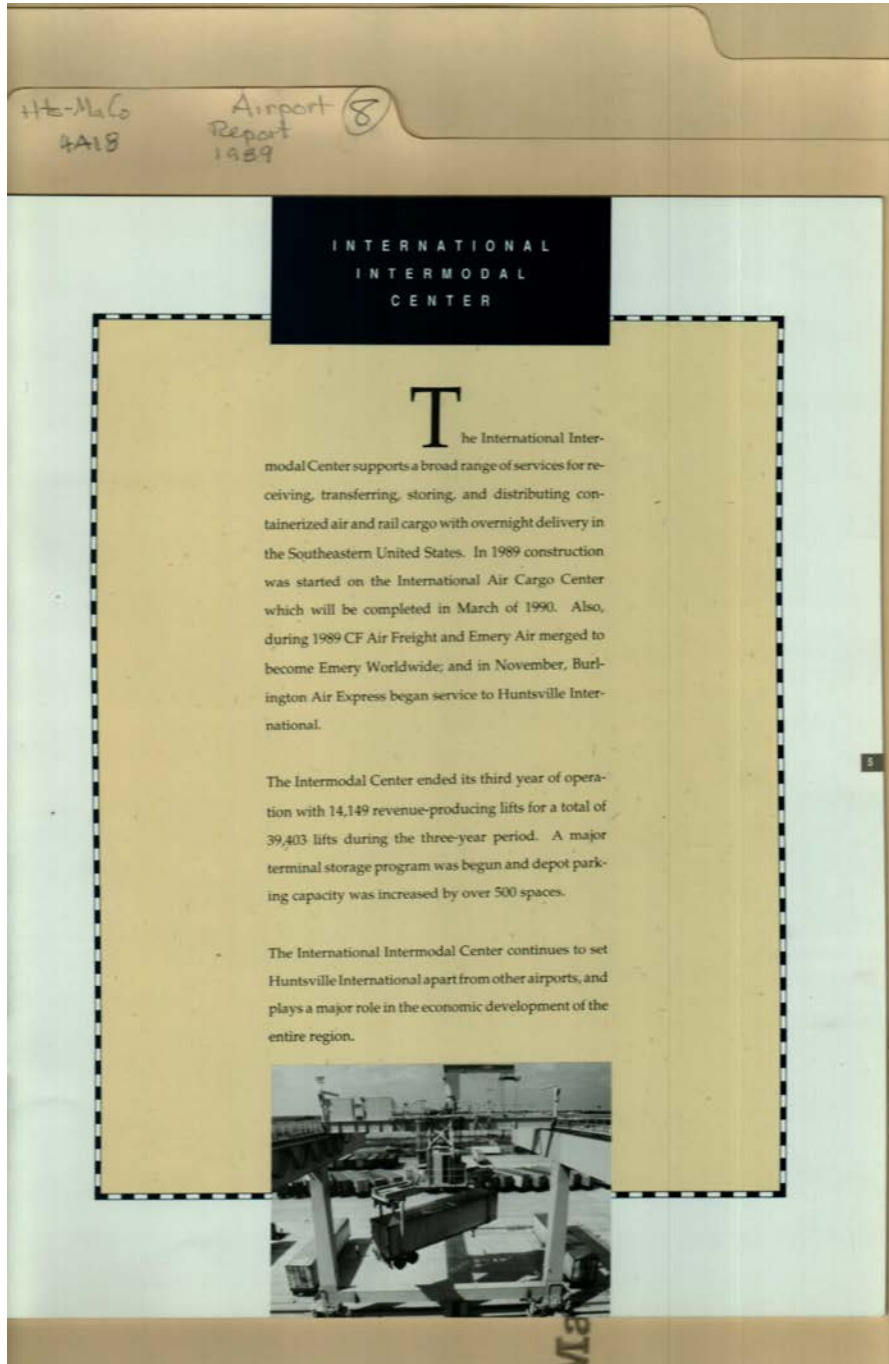 Hts-MaCo Airport 8
4A18 Report
1989
INTERNATIONAL
INTERMODAL
CENTER
The International Inter-
modal Center supports a broad range of services for re-
ceiving, transferring, storing, and distributing con-
tainerized air and rail cargo with overnight delivery in
the Southeastern United States. In 1989 construction
was started on the International Air Cargo Center
which will be completed in March of 1990. Also,
during 1989 CF Air Freight and Emery Air merged to
become Emery Worldwide; and in November, Burl-
ington Air Express began service to Huntsville Inter-
national.
5
The Intermodal Center ended its third year of opera-
tion with 14,149 revenue-producing lifts for a total of
39,403 lifts during the three-year period. A major
terminal storage program was begun and depot park-
ing capacity was increased by over 500 spaces.
The International Intermodal Center continues to set
Huntsville International apart from other airports, and
plays a major role in the economic development of the
entire region.
Ma